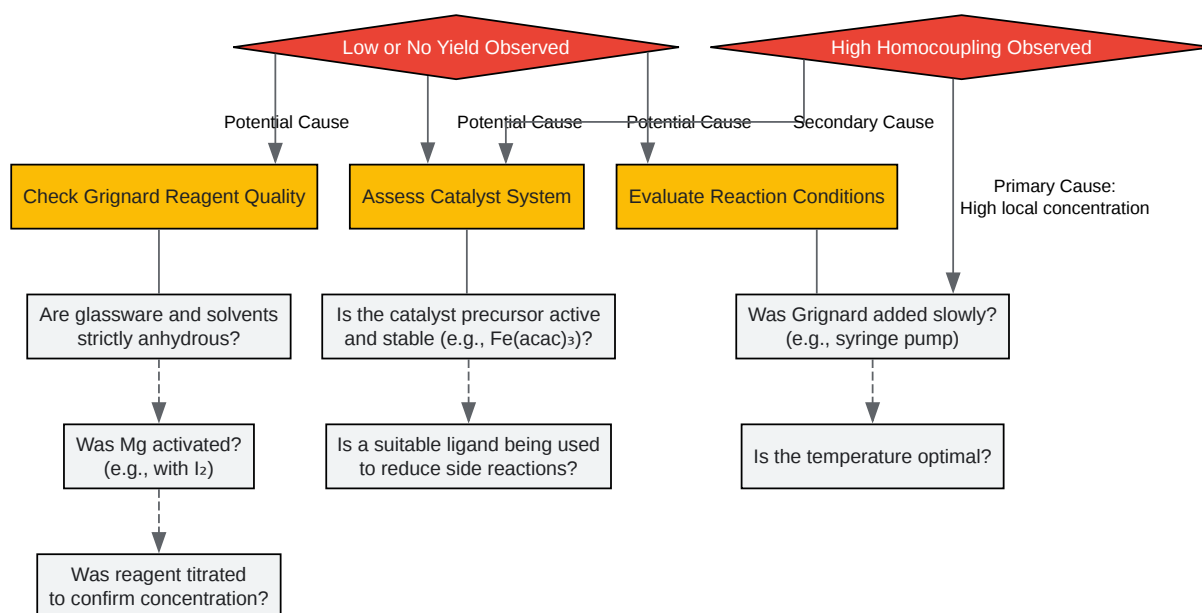 Low or No Yield Observed
High Homocoupling Observed
Potential Cause
Potential Cause
Potential Cause
Secondary Cause
Check Grignard Reagent Quality
Assess Catalyst System
Evaluate Reaction Conditions
Primary Cause:
High local concentration
Are glassware and solvents
strictly anhydrous?
Is the catalyst precursor active
and stable (e.g., Fe(acac)₃)?
Was Grignard added slowly?
(e.g., syringe pump)
Was Mg activated?
(e.g., with I₂)
Is a suitable ligand being used
to reduce side reactions?
Is the temperature optimal?
Was reagent titrated
to confirm concentration?